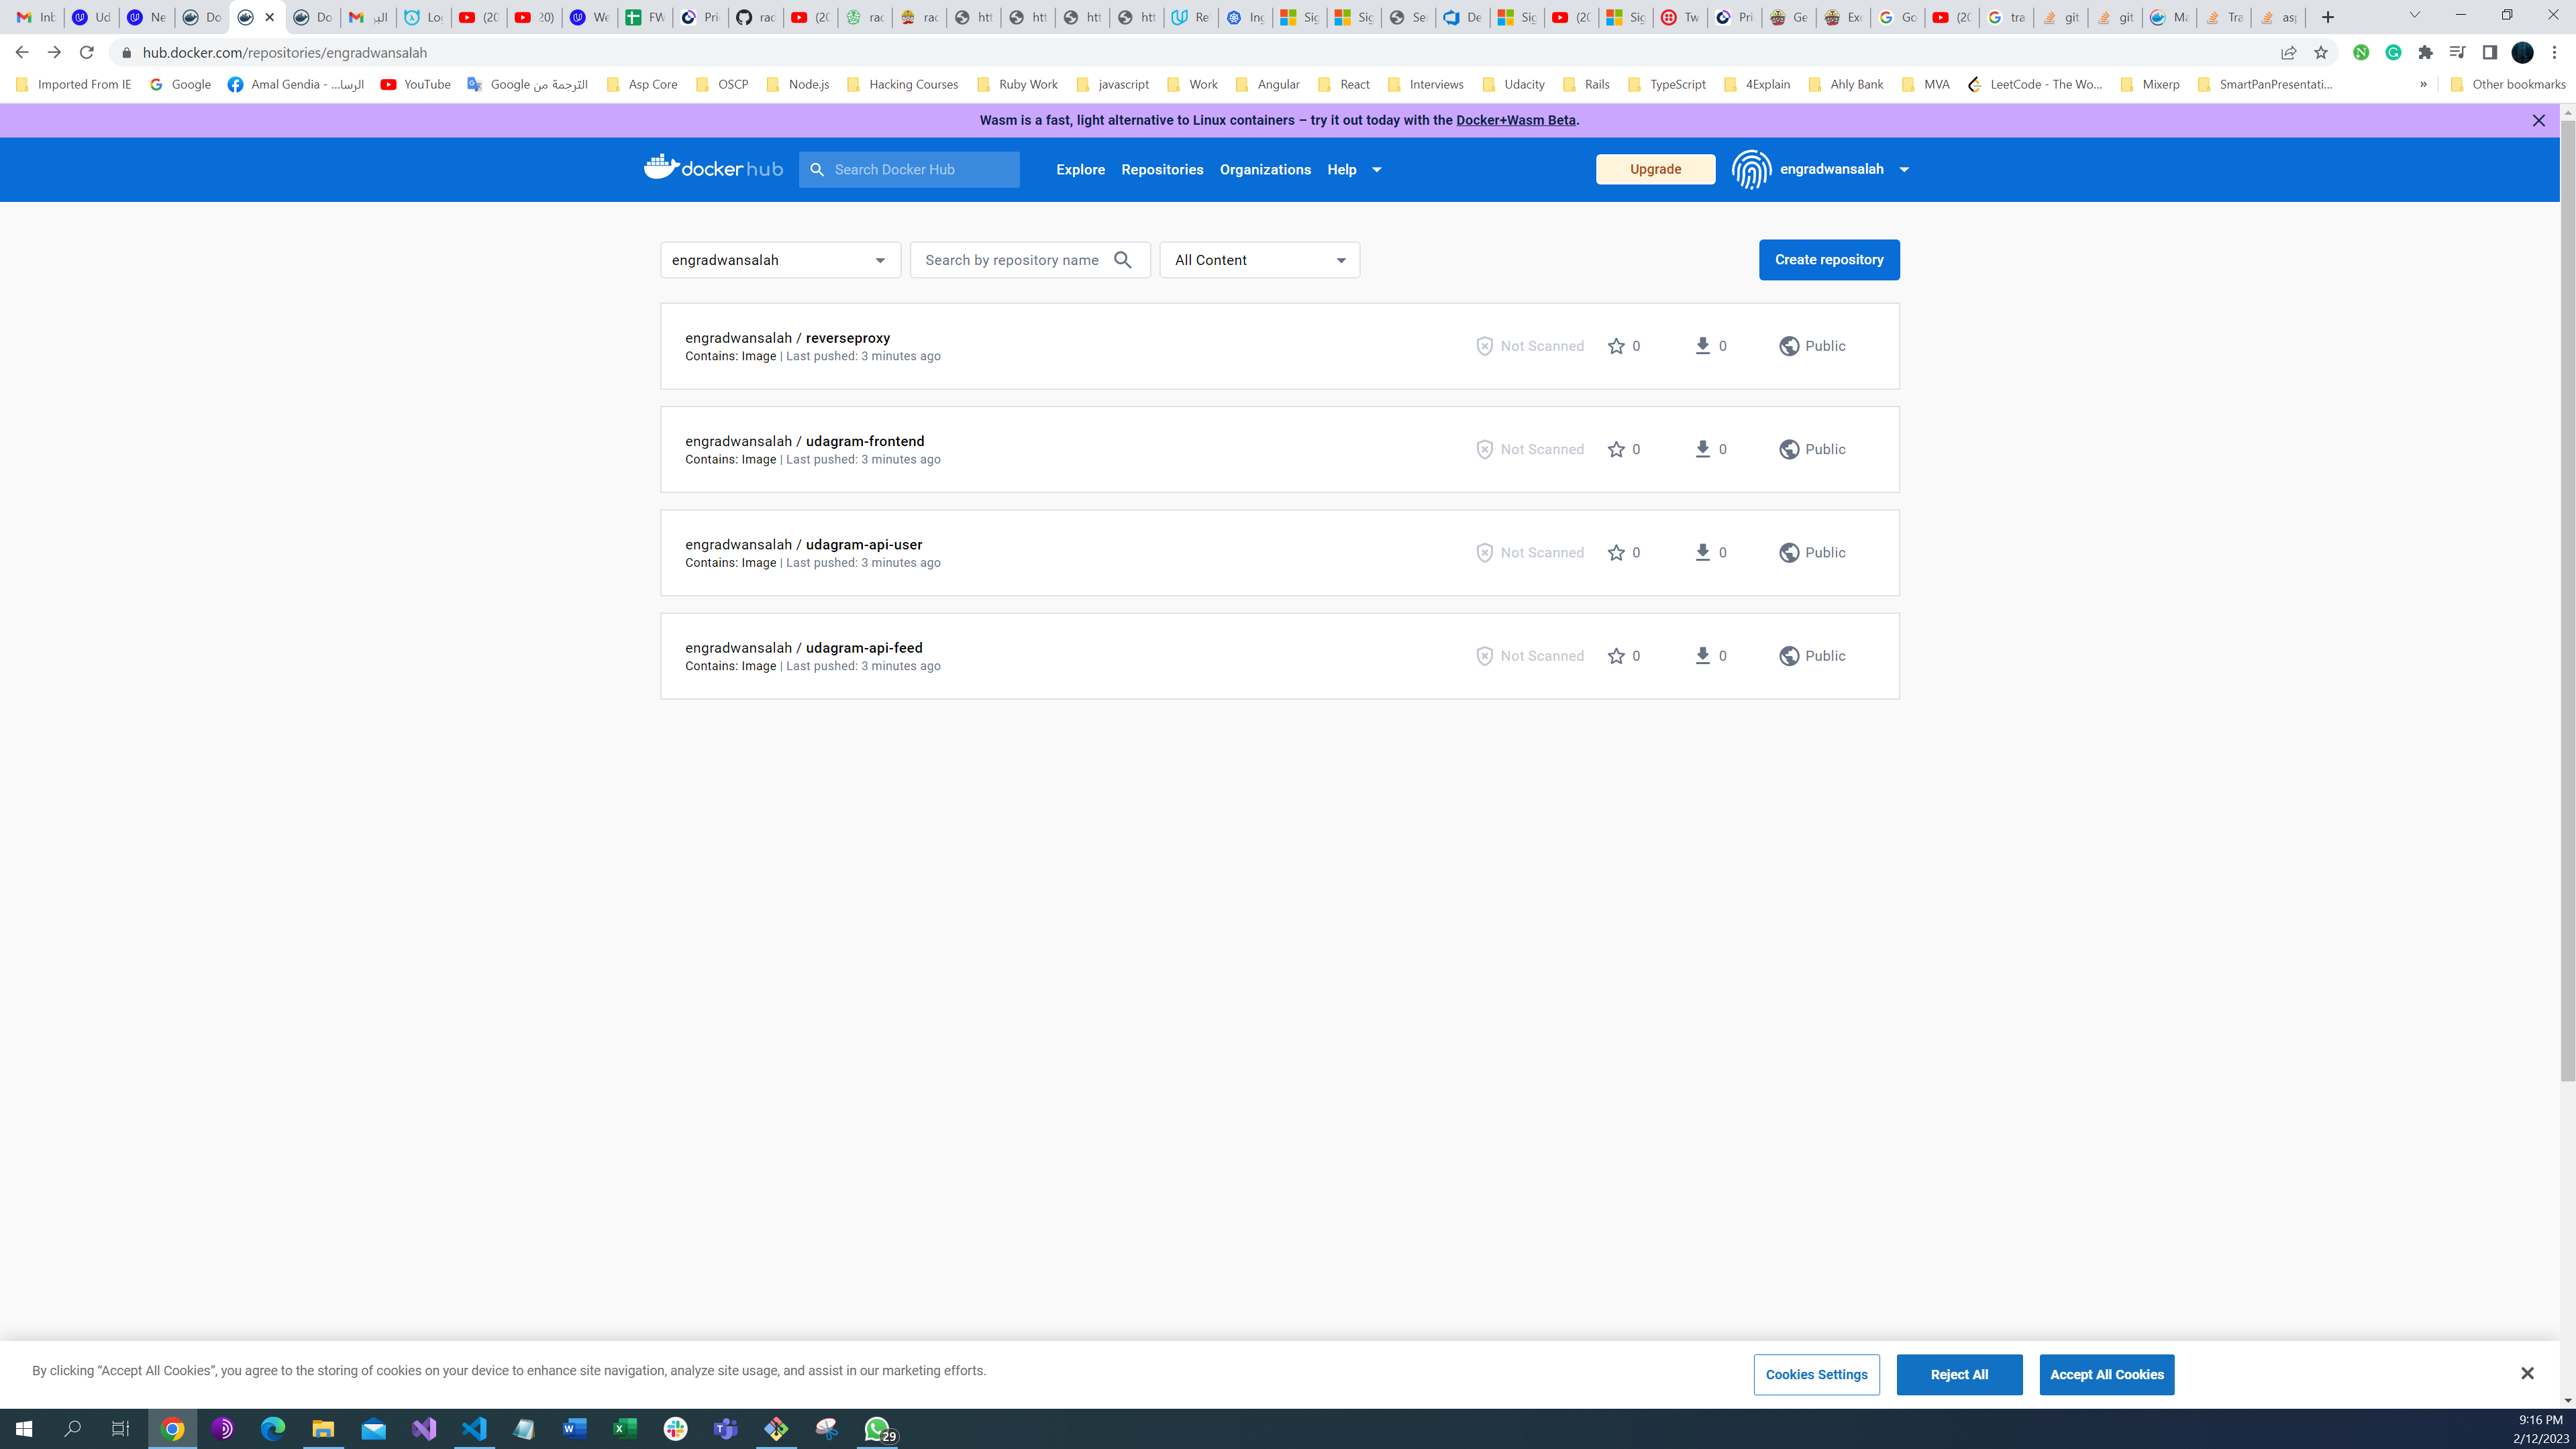 Inb Ud Ne Do Do البر Log (20 20) We FW Pri rad (20 rad rad htt htt htt htt Re Ing Sig Sig Se De Sig (20 Sig Tw Pri Ge Exe Go (20 tra git git Ma Tra asp
hub.docker.com/repositories/engradwansalah
Imported From IE Google Amal Gendia - ...الرسا YouTube الترجمة من Google Asp Core OSCP Node.js Hacking Courses Ruby Work javascript Work Angular React Interviews Udacity Rails TypeScript 4Explain Ahly Bank MVA LeetCode - The Wo... Mixerp SmartPanPresentati... » Other bookmarks
Wasm is a fast, light alternative to Linux containers – try it out today with the Docker+Wasm Beta.
docker hub Search Docker Hub Explore Repositories Organizations Help Upgrade engradwansalah
engradwansalah Search by repository name All Content Create repository
engradwansalah / reverseproxy
Contains: Image | Last pushed: 3 minutes ago
Not Scanned 0 0 Public
engradwansalah / udagram-frontend
Contains: Image | Last pushed: 3 minutes ago
Not Scanned 0 0 Public
engradwansalah / udagram-api-user
Contains: Image | Last pushed: 3 minutes ago
Not Scanned 0 0 Public
engradwansalah / udagram-api-feed
Contains: Image | Last pushed: 3 minutes ago
Not Scanned 0 0 Public
By clicking “Accept All Cookies”, you agree to the storing of cookies on your device to enhance site navigation, analyze site usage, and assist in our marketing efforts.
Cookies Settings Reject All Accept All Cookies
29
9:16 PM
2/12/2023